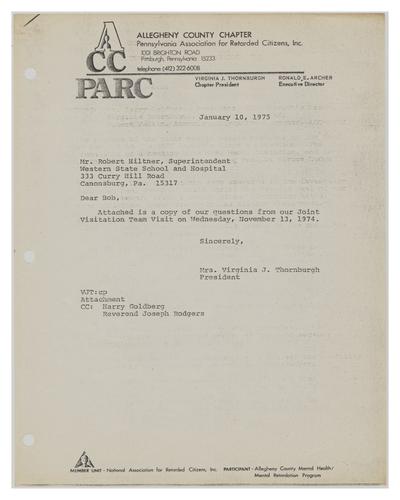 A
CC
PARC
ALLEGHENY COUNTY CHAPTER
Pennsylvania Association for Retarded Citizens, Inc.
1001 BRIGHTON ROAD
Pittsburgh, Pennsylvania 15233
telephone (412) 322-6008
VIRGINIA J. THORNBURGH
Chapter President
RONALD E. ARCHER
Executive Director
January 10, 1975
Mr. Robert Hiltner, Superintendent
Western State School and Hospital
333 Curry Hill Road
Canonsburg, Pa. 15317
Dear Bob,
Attached is a copy of our questions from our Joint
Visitation Team Visit on Wednesday, November 13, 1974.
Sincerely,
Mrs. Virginia J. Thornburgh
President
VJT:cp
Attachment
CC: Harry Goldberg
Reverend Joseph Rodgers
MEMBER UNIT - National Association for Retarded Citizens, Inc. PARTICIPANT - Allegheny County Mental Health/
Mental Retardation Program